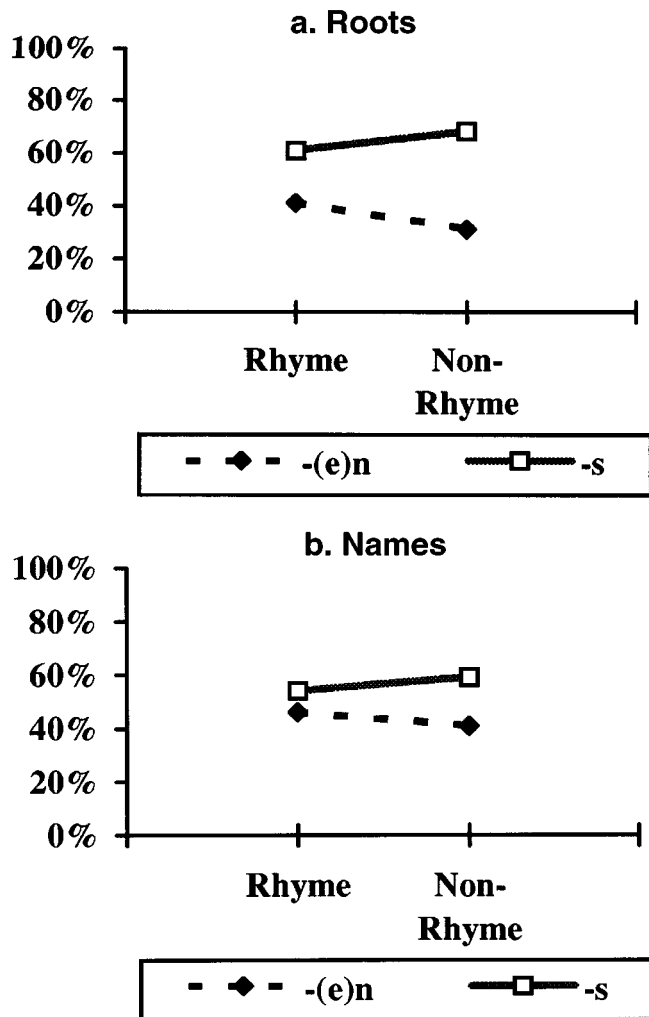 a. Roots
100%
80%
60%
40%
20%
0%
Rhyme Non-
Rhyme
-(e)n -s
b. Names
100%
80%
60%
40%
20%
0%
Rhyme Non-
Rhyme
-(e)n -s